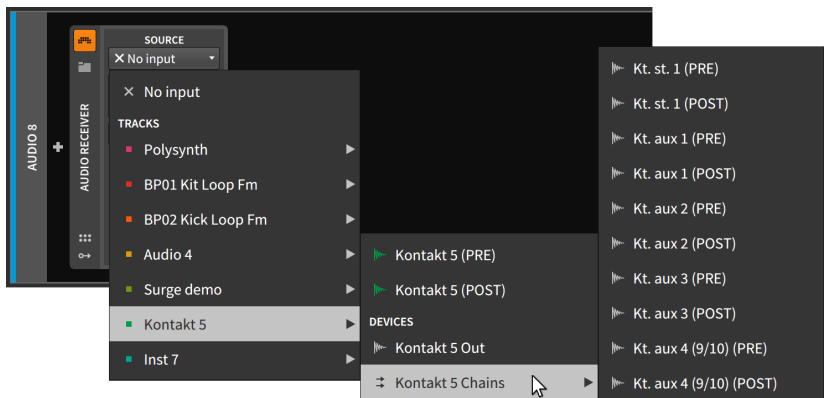 AUDIO 8
AUDIO RECEIVER
SOURCE
No input
No input
TRACKS
Polysynth
BP01 Kit Loop Fm
BP02 Kick Loop Fm
Audio 4
Surge demo
Kontakt 5
Inst 7
Kontakt 5 (PRE)
Kontakt 5 (POST)
DEVICES
Kontakt 5 Out
Kontakt 5 Chains
Kt. st. 1 (PRE)
Kt. st. 1 (POST)
Kt. aux 1 (PRE)
Kt. aux 1 (POST)
Kt. aux 2 (PRE)
Kt. aux 2 (POST)
Kt. aux 3 (PRE)
Kt. aux 3 (POST)
Kt. aux 4 (9/10) (PRE)
Kt. aux 4 (9/10) (POST)